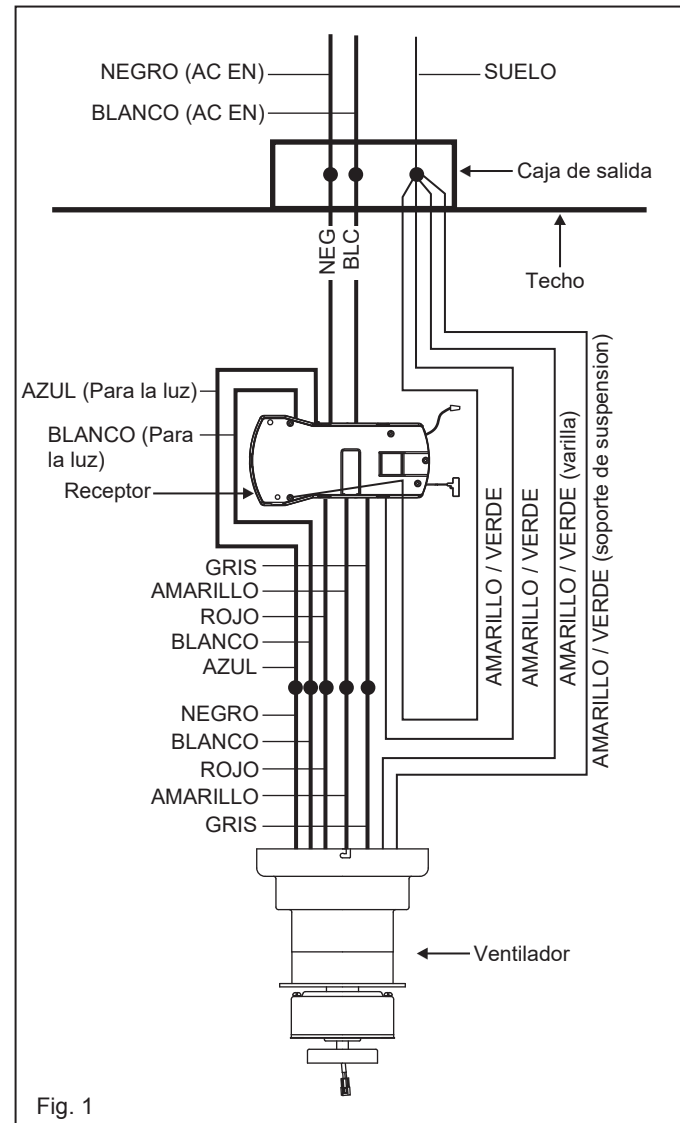 NEGRO (AC EN)
SUELO
BLANCO (AC EN)
Caja de salida
NEG
BLC
Techo
AZUL (Para la luz)
BLANCO (Para
la luz)
Receptor
GRIS
AMARILLO
ROJO
BLANCO
AZUL
AMARILLO / VERDE
AMARILLO / VERDE
AMARILLO / VERDE (varilla)
AMARILLO / VERDE (soporte de suspension)
NEGRO
BLANCO
ROJO
AMARILLO
GRIS
Ventilador
Fig. 1